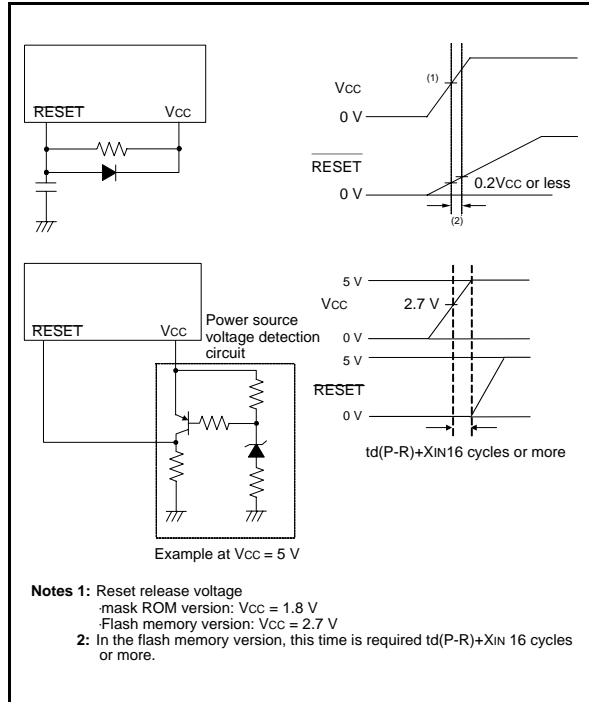 RESET VCC
(1)
VCC
0 V
RESET
0 V
0.2VCC or less
(2)
RESET VCC
Power source
voltage detection
circuit
Example at VCC = 5 V
5 V
VCC 2.7 V
0 V
5 V
RESET
0 V
td(P-R)+XIN16 cycles or more
Notes 1: Reset release voltage
·mask ROM version: VCC = 1.8 V
·Flash memory version: VCC = 2.7 V
2: In the flash memory version, this time is required td(P-R)+XIN 16 cycles
or more.